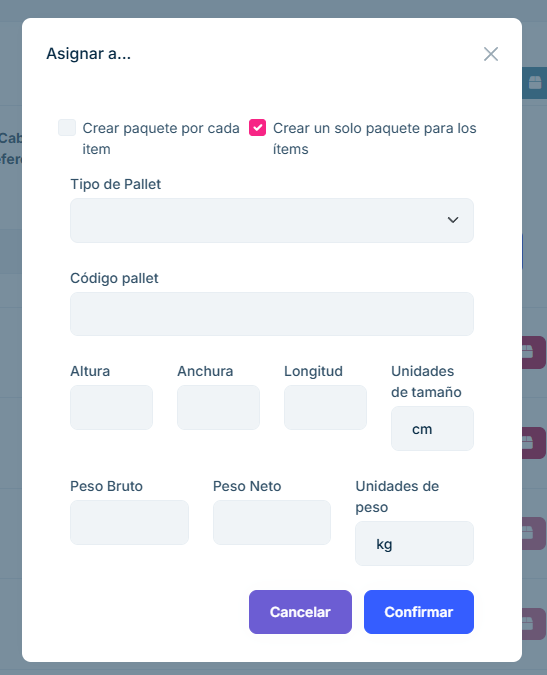 Asignar a...
Crear paquete por cada
item
Crear un solo paquete para los
ítems
Tipo de Pallet
Código pallet
Altura
Anchura
Longitud
Unidades
de tamaño
cm
Peso Bruto
Peso Neto
Unidades de
peso
kg
Cancelar
Confirmar